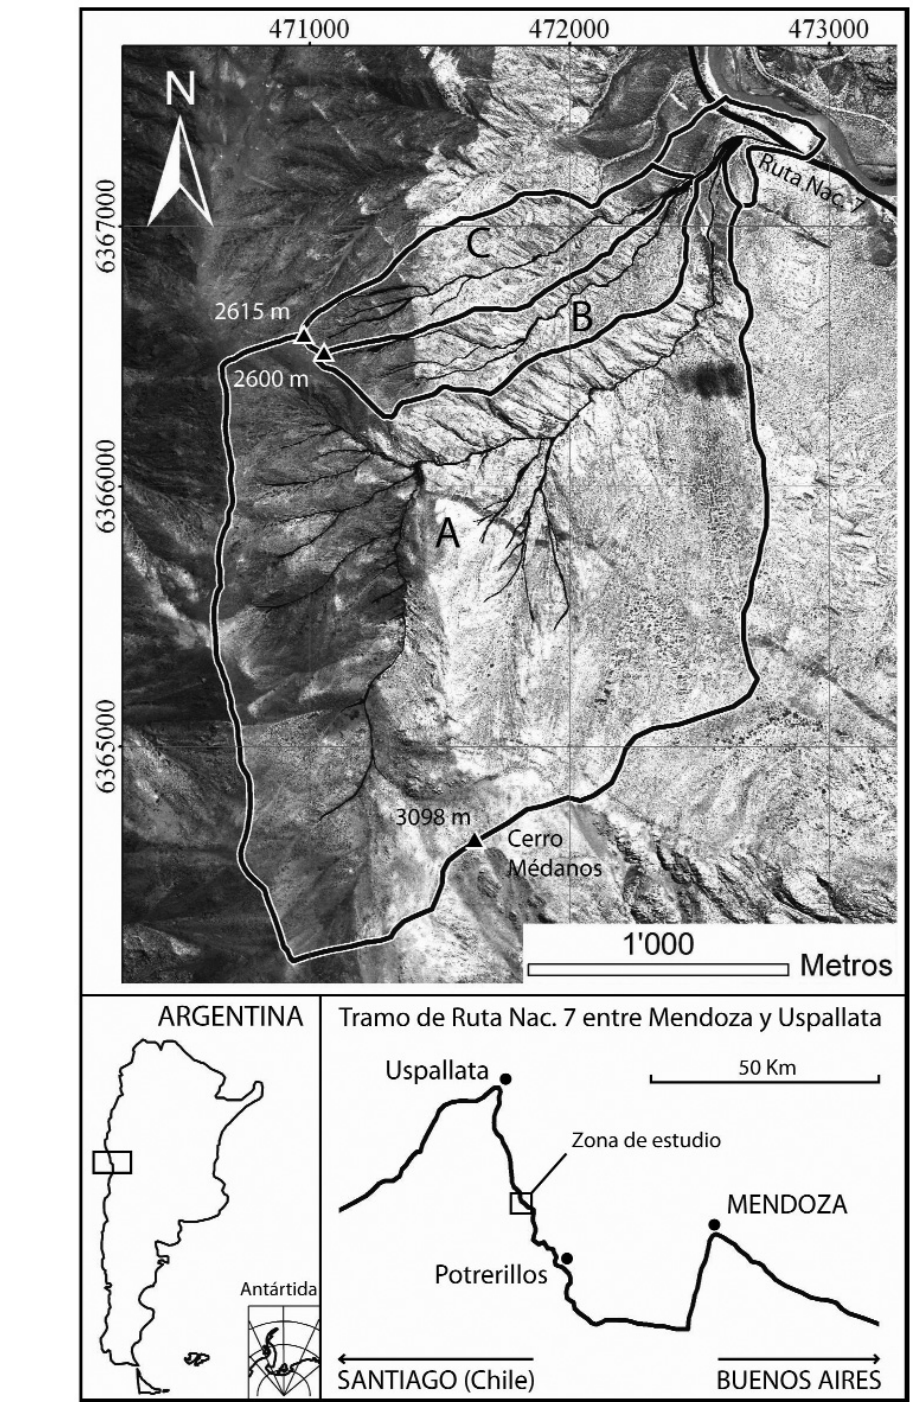 471000 472000 473000
N
Ruta Nac. 7
6367000
C
2615 m
B
2600 m
6366000
A
6365000
3098 m
Cerro
Médanos
1'000
Metros
ARGENTINA
Antártida
Tramo de Ruta Nac. 7 entre Mendoza y Uspallata
Uspallata
50 Km
Zona de estudio
MENDOZA
Potrerillos
SANTIAGO (Chile)
BUENOS AIRES